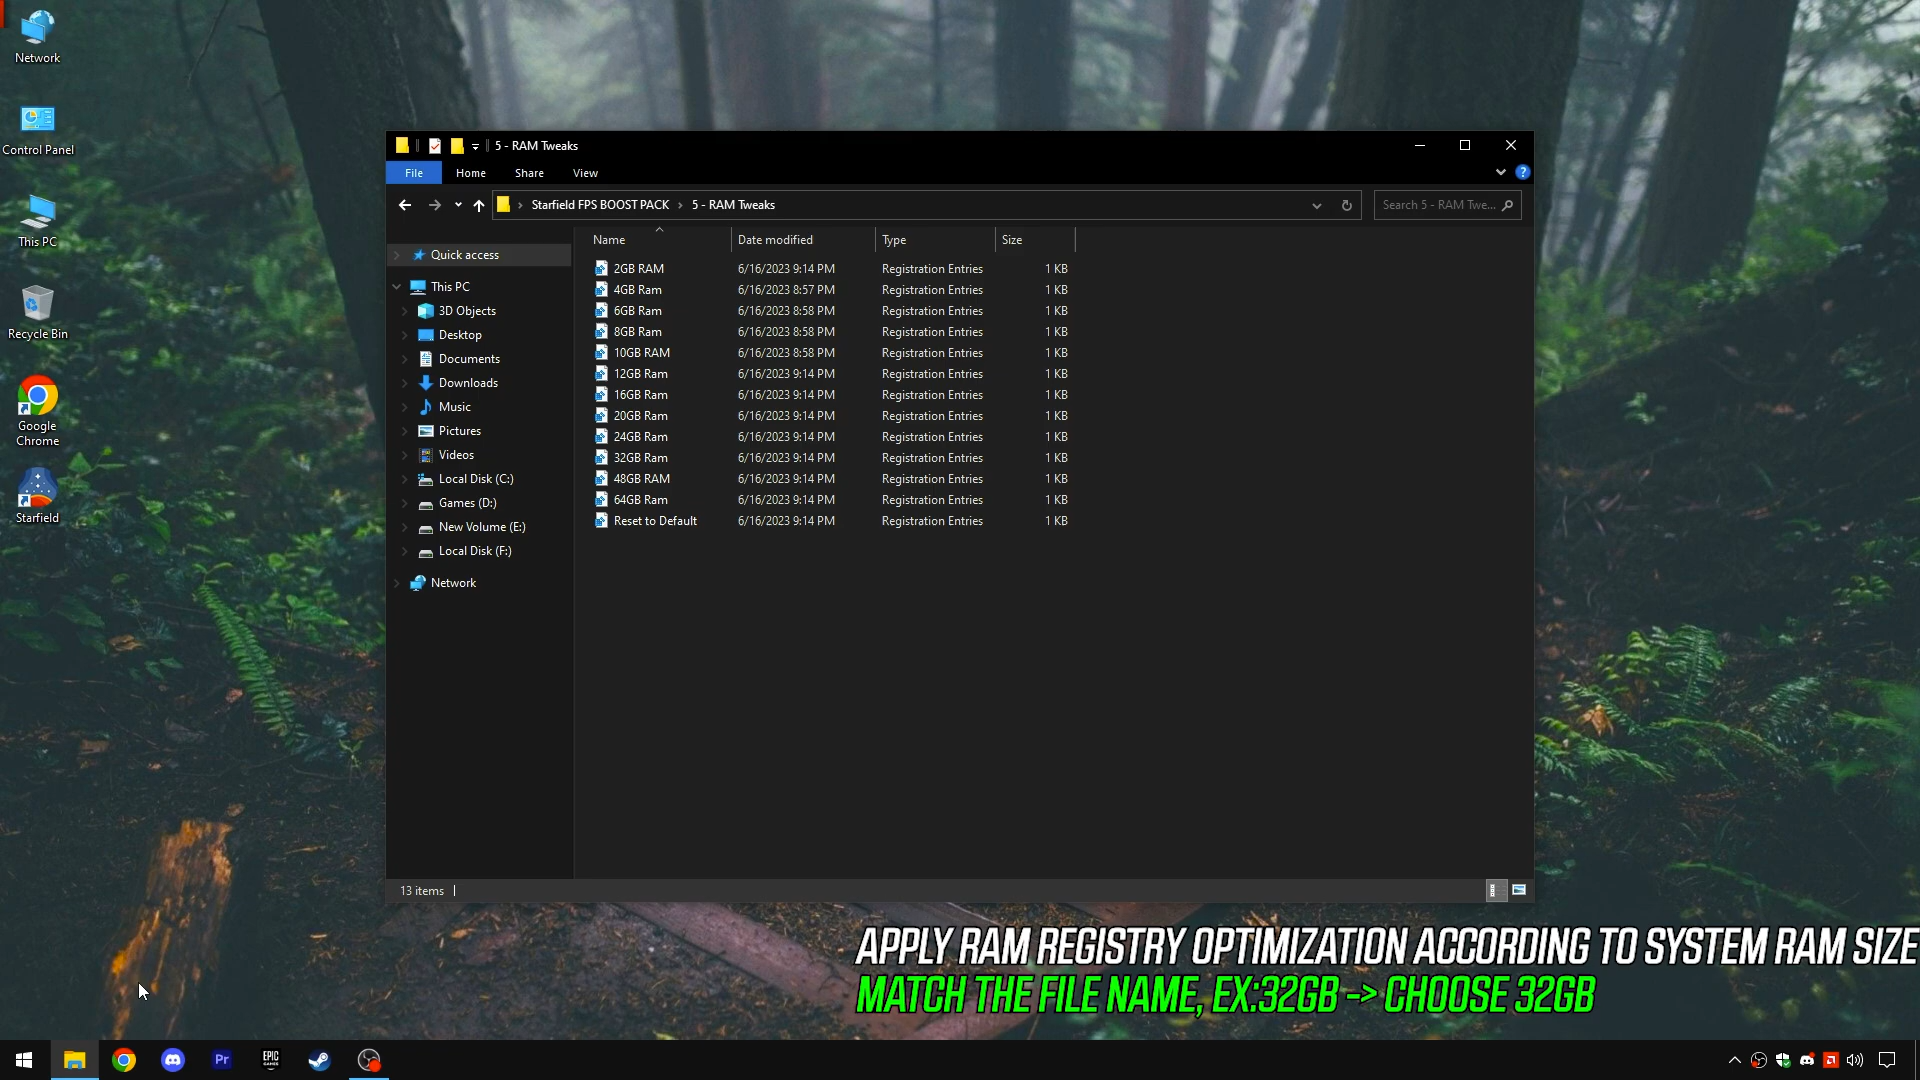 Network
Control Panel
This PC
Recycle Bin
Google
Chrome
Starfield
5 - RAM Tweaks
File Home Share View
?
Starfield FPS BOOST PACK > 5 - RAM Tweaks
Search 5 - RAM Twe...
Quick access
This PC
3D Objects
Desktop
Documents
Downloads
Music
Pictures
Videos
Local Disk (C:)
Games (D:)
New Volume (E:)
Local Disk (F:)
Network
Name Date modified Type Size
2GB RAM 6/16/2023 9:14 PM Registration Entries 1 KB
4GB Ram 6/16/2023 8:57 PM Registration Entries 1 KB
6GB Ram 6/16/2023 8:58 PM Registration Entries 1 KB
8GB Ram 6/16/2023 8:58 PM Registration Entries 1 KB
10GB RAM 6/16/2023 8:58 PM Registration Entries 1 KB
12GB Ram 6/16/2023 9:14 PM Registration Entries 1 KB
16GB Ram 6/16/2023 9:14 PM Registration Entries 1 KB
20GB Ram 6/16/2023 9:14 PM Registration Entries 1 KB
24GB Ram 6/16/2023 9:14 PM Registration Entries 1 KB
32GB Ram 6/16/2023 9:14 PM Registration Entries 1 KB
48GB RAM 6/16/2023 9:14 PM Registration Entries 1 KB
64GB Ram 6/16/2023 9:14 PM Registration Entries 1 KB
Reset to Default 6/16/2023 9:14 PM Registration Entries 1 KB
13 items
APPLY RAM REGISTRY OPTIMIZATION ACCORDING TO SYSTEM RAM SIZE
MATCH THE FILE NAME, EX:32GB -> CHOOSE 32GB
Pr
EPIC
GAMES